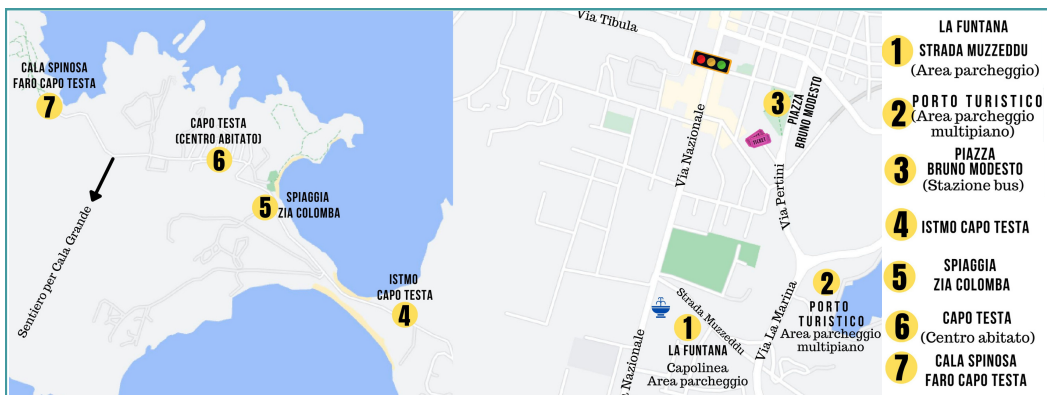 CALA SPINOSA
FARO CAPO TESTA
7
CAPO TESTA
(CENTRO ABITATO)
6
SPIAGGIA
ZIA COLOMBA
5
Sentiero per Cala Grande
ISTMO
CAPO TESTA
4
Via Tibula
Via Nazionale
3
PIAZZA
BRUNO MODESTO
TICKET
Via Pertini
2
PORTO
TURISTICO
Area parcheggio
multipiano
Strada Muzzeddu
Via La Marina
1
LA FUNTANA
Capolinea
Area parcheggio
e Nazionale
LA FUNTANA
1 STRADA MUZZEDDU
(Area parcheggio)
2 PORTO TURISTICO
(Area parcheggio
multipiano)
PIAZZA
3 BRUNO MODESTO
(Stazione bus)
4 ISTMO CAPO TESTA
5 SPIAGGIA
ZIA COLOMBA
6 CAPO TESTA
(Centro abitato)
7 CALA SPINOSA
FARO CAPO TESTA